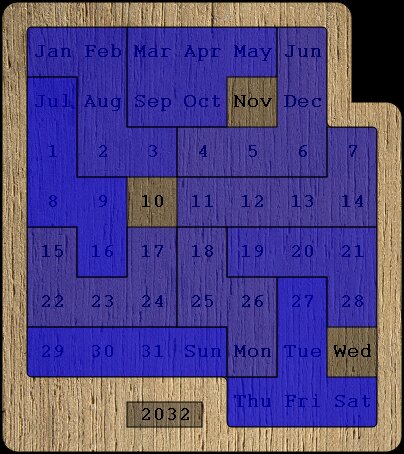 Jan Feb Mar Apr May Jun
Jul Aug Sep Oct Nov Dec
1 2 3 4 5 6 7
8 9 10 11 12 13 14
15 16 17 18 19 20 21
22 23 24 25 26 27 28
29 30 31 Sun Mon Tue Wed
Thu Fri Sat
2032